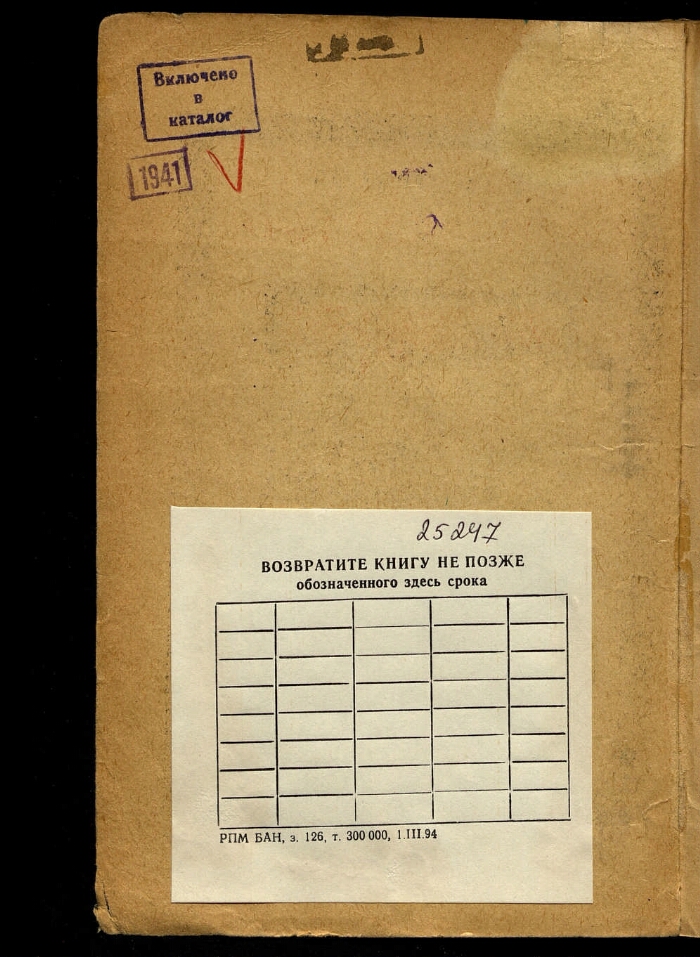 Включено
в
каталог
1941
25247
ВОЗВРАТИТЕ КНИГУ НЕ ПОЗЖЕ
обозначенного здесь срока
РПМ БАН, з. 126, т. 300 000, 1.III.94